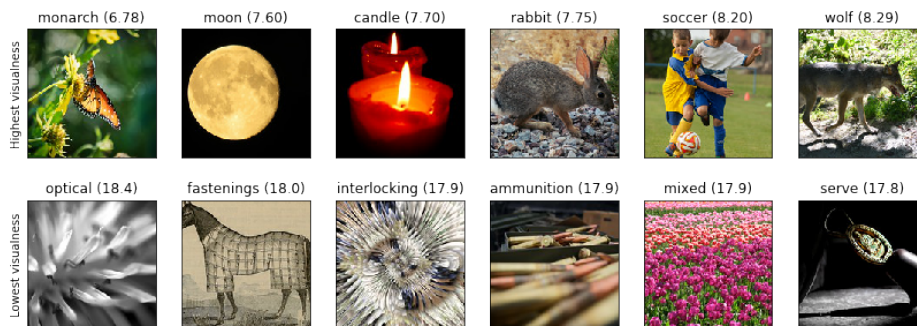 monarch (6.78) moon (7.60) candle (7.70) rabbit (7.75) soccer (8.20) wolf (8.29)
Highest visualness
optical (18.4) fastenings (18.0) interlocking (17.9) ammunition (17.9) mixed (17.9) serve (17.8)
Lowest visualness